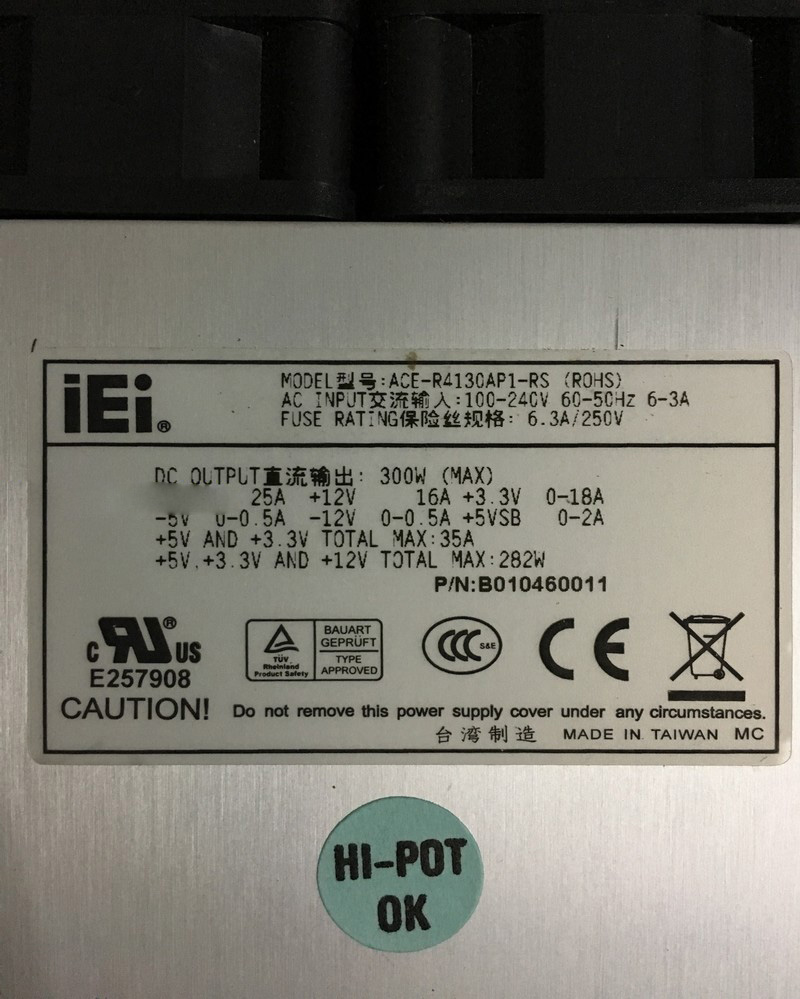 iEi®
MODEL型号:ACE-R4130AP1-RS (ROHS)
AC INPUT交流输入:100-240V 60-50Hz 6-3A
FUSE RATING保险丝规格: 6.3A/250V
DC OUTPUT直流输出: 300W (MAX)
25A +12V 16A +3.3V 0-18A
-5V 0-0.5A -12V 0-0.5A +5VSB 0-2A
+5V AND +3.3V TOTAL MAX:35A
+5V,+3.3V AND +12V TOTAL MAX:282W
P/N:B010460011
c RU® US
E257908
TÜV
Rheinland
Product Safety
BAUART
GEPRÜFT
TYPE
APPROVED
CCC S&E
CE
CAUTION! Do not remove this power supply cover under any circumstances.
台湾制造 MADE IN TAIWAN MC
HI-POT
OK